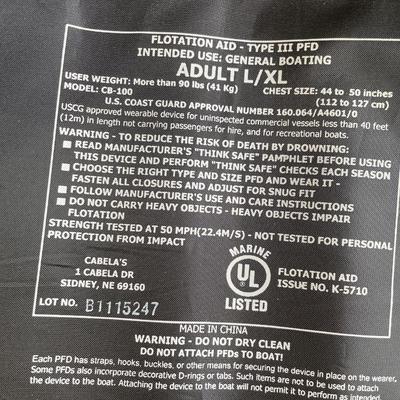 FLOTATION AID - TYPE III PFD
INTENDED USE: GENERAL BOATING
ADULT L/XL
USER WEIGHT: More than 90 lbs (41 Kg)
CHEST SIZE: 44 to 50 inches
MODEL: CB-100
(112 to 127 cm)
U.S. COAST GUARD APPROVAL NUMBER 160.064/A4601/0
USCG approved wearable device for uninspected commercial vessels less than 40 feet
(12m) in length not carrying passengers for hire, and for recreational boats.
WARNING - TO REDUCE THE RISK OF DEATH BY DROWNING:
■ READ MANUFACTURER'S "THINK SAFE" PAMPHLET BEFORE USING
THIS DEVICE AND PERFORM "THINK SAFE" CHECKS EACH SEASON
■ CHOOSE THE RIGHT TYPE AND SIZE PFD AND WEAR IT -
FASTEN ALL CLOSURES AND ADJUST FOR SNUG FIT
■ FOLLOW MANUFACTURER'S USE AND CARE INSTRUCTIONS
■ DO NOT CARRY HEAVY OBJECTS - HEAVY OBJECTS IMPAIR
FLOTATION
STRENGTH TESTED AT 50 MPH(22.4M/S) - NOT TESTED FOR PERSONAL
PROTECTION FROM IMPACT
CABELA'S
1 CABELA DR
SIDNEY, NE 69160
LOT NO. B1115247
MARINE
UL
®
LISTED
FLOTATION AID
ISSUE NO. K-5710
MADE IN CHINA
WARNING - DO NOT DRY CLEAN
DO NOT ATTACH PFDs TO BOAT!
Each PFD has straps, hooks, buckles, or other means for securing the device in place on the wearer.
Some PFDs also incorporate decorative D-rings or tabs. Such items are not to be used to attach
the device to the boat. Attaching the device to the boat will not permit it to perform as intended.